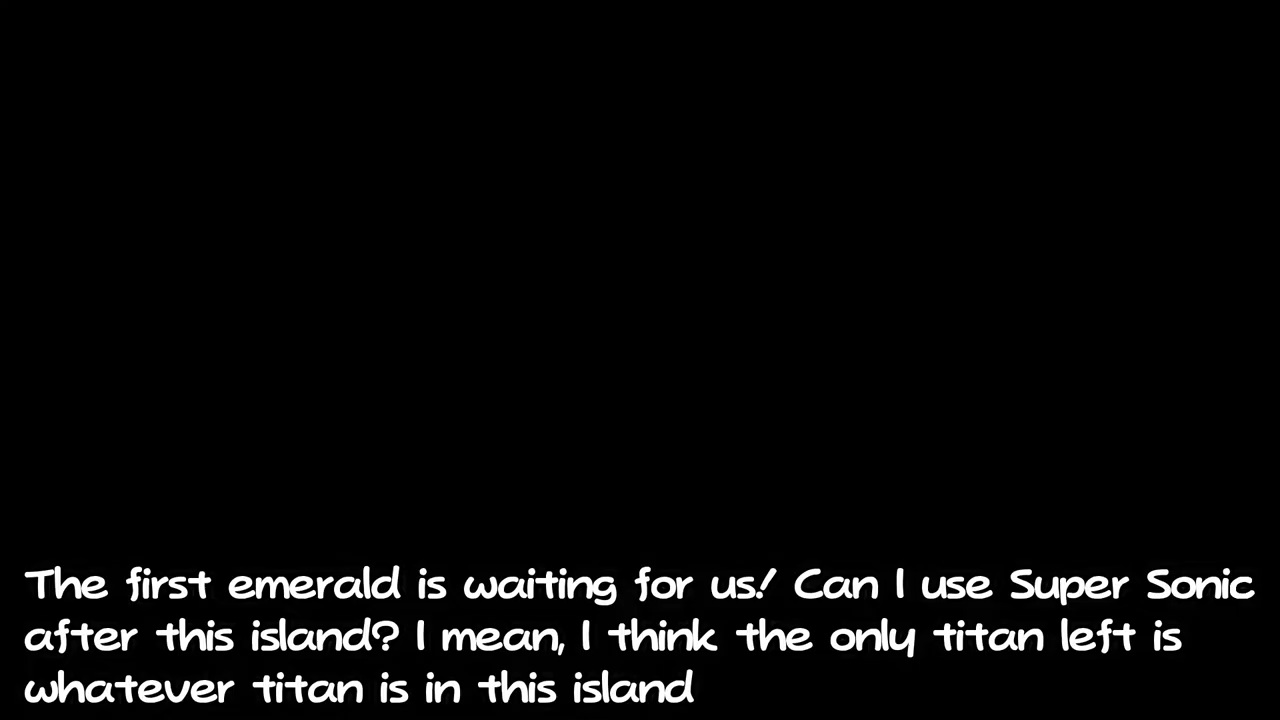 The first emerald is waiting for us! Can I use Super Sonic
after this island? I mean, I think the only titan left is
whatever titan is in this island